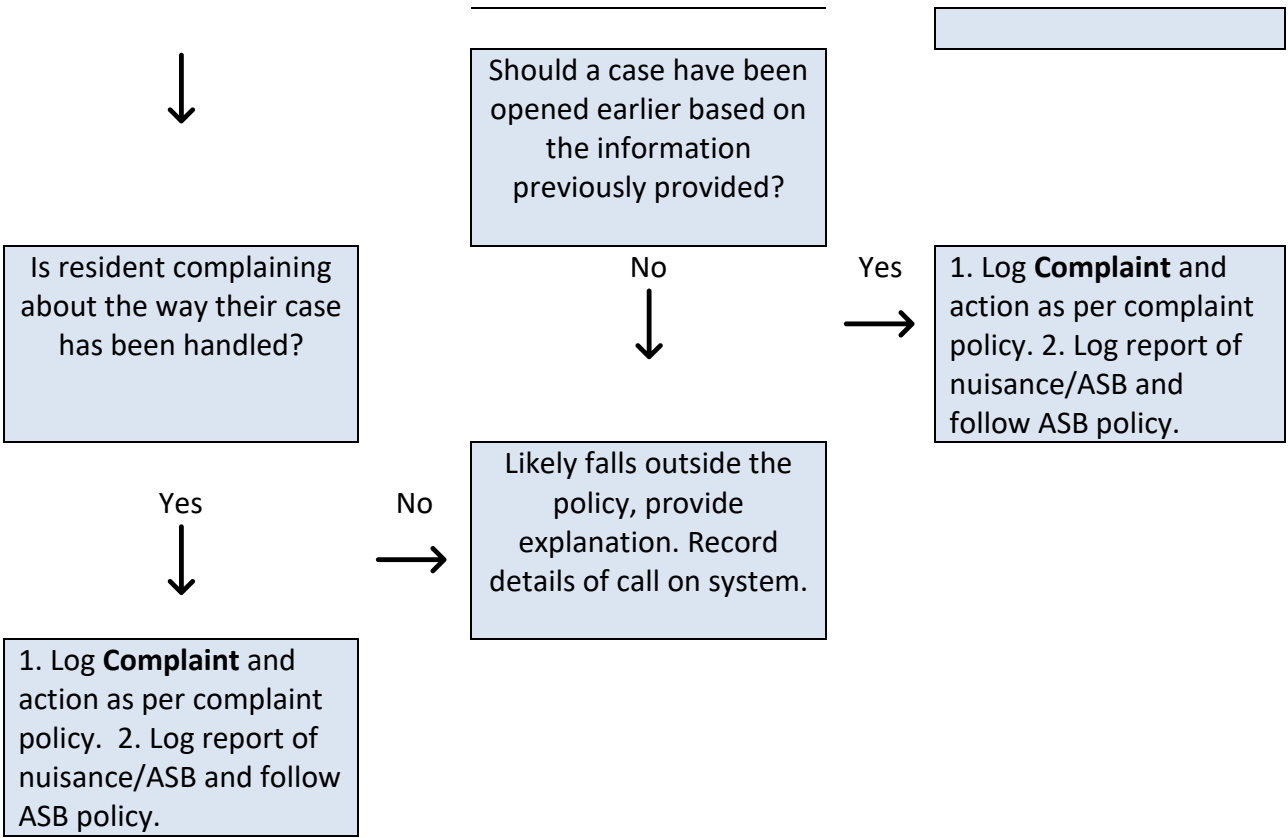 Should a case have been
opened earlier based on
the information
previously provided?
Is resident complaining
about the way their case
has been handled?
No
Yes
1. Log Complaint and
action as per complaint
policy. 2. Log report of
nuisance/ASB and
follow ASB policy.
Yes
No
Likely falls outside the
policy, provide
explanation. Record
details of call on system.
1. Log Complaint and
action as per complaint
policy.  2. Log report of
nuisance/ASB and follow
ASB policy.